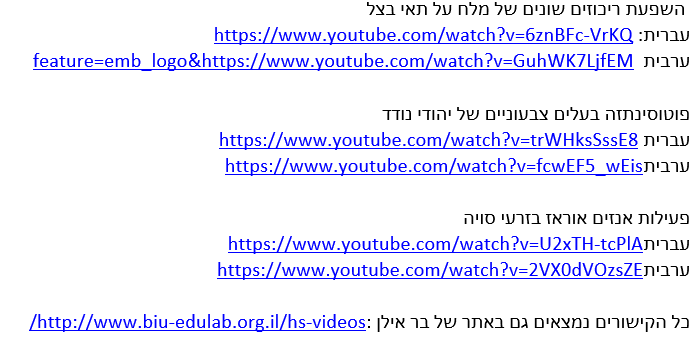 השפעת ריכוזים שונים של מלח על תאי בצל
עברית: https://www.youtube.com/watch?v=6znBFc-VrKQ
ערבית feature=emb_logo&https://www.youtube.com/watch?v=GuhWK7LjfEM
פוטוסינתזה בעלים צבעוניים של יהודי נודד
עברית https://www.youtube.com/watch?v=trWHksSssE8
ערבית https://www.youtube.com/watch?v=fcwEF5_wEis
פעילות אנזים אוראז בזרעי סויה
עברית https://www.youtube.com/watch?v=U2xTH-tcPlA
ערבית https://www.youtube.com/watch?v=2VX0dVOzsZE
כל הקישורים נמצאים גם באתר של בר אילן: http://www.biu-edulab.org.il/hs-videos/